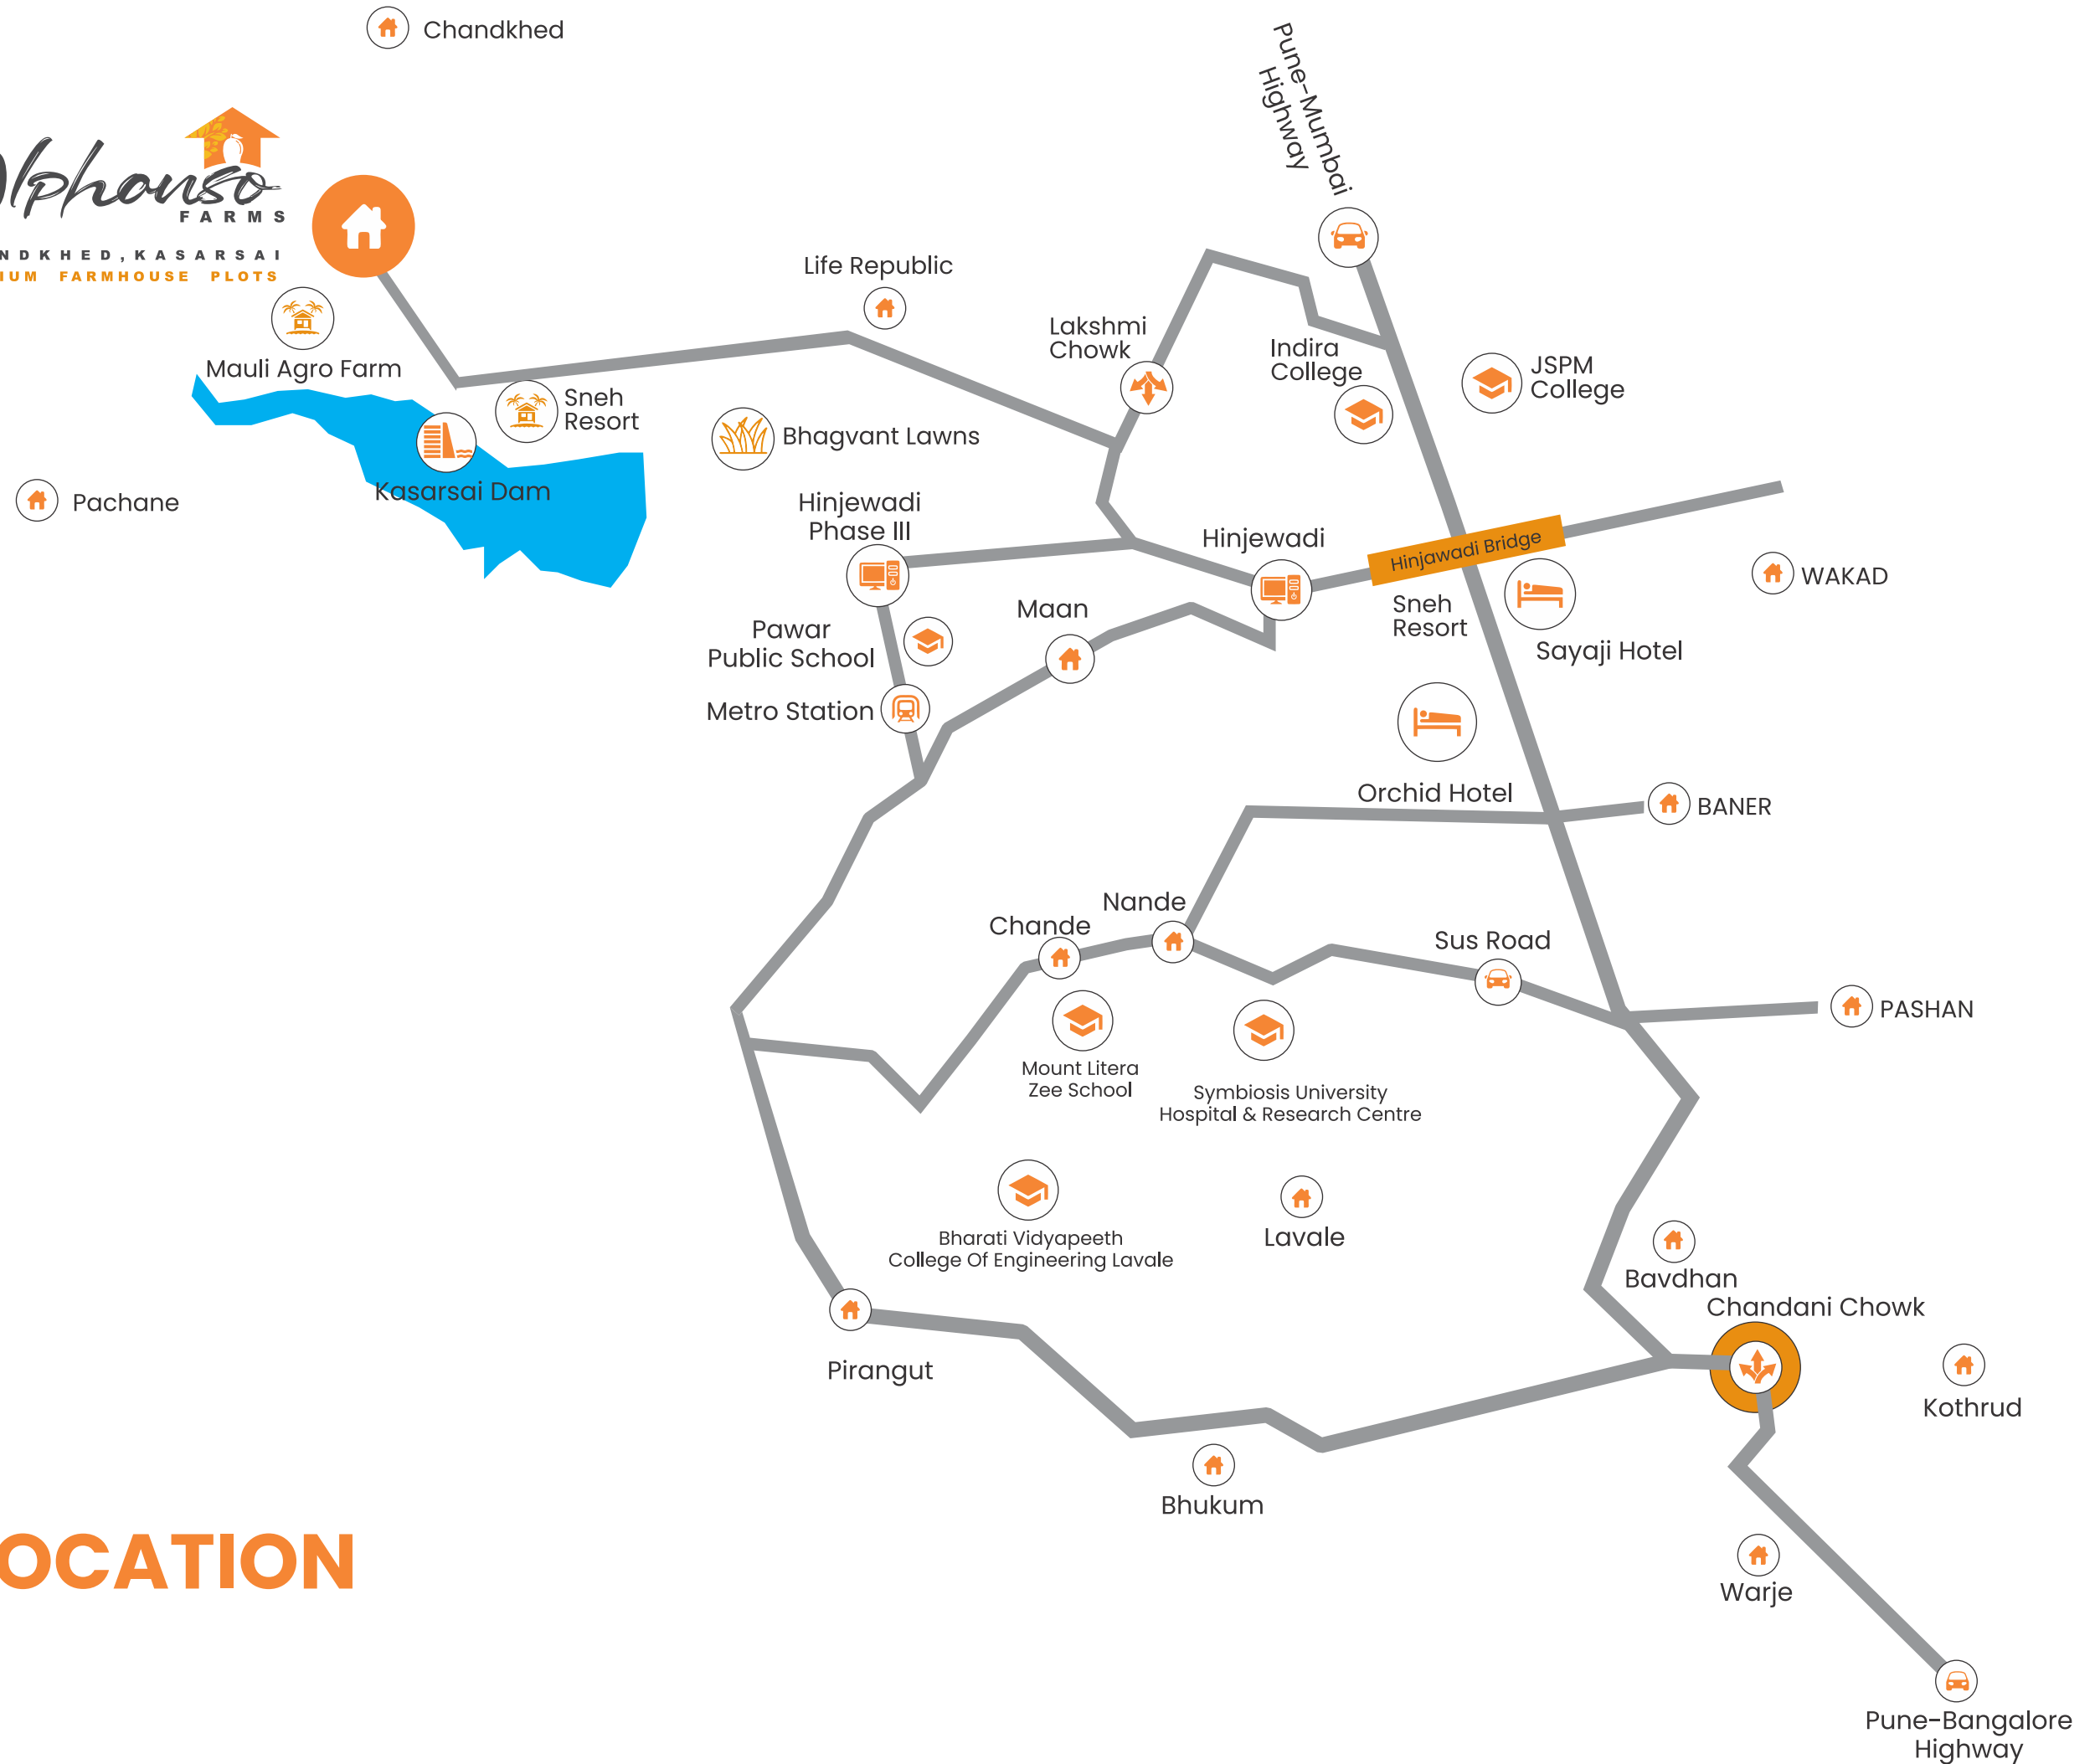 Chandkhed
Pune-Mumbai
Highway
Alphonso
FARMS
NDKHED, KASARSAI
IUM FARMHOUSE PLOTS
Life Republic
Lakshmi
Chowk
Indira
College
JSPM
College
Mauli Agro Farm
Sneh
Resort
Bhagvant Lawns
Kasarsai Dam
Pachane
Hinjewadi
Phase III
Hinjewadi
Hinjawadi Bridge
WAKAD
Maan
Sneh
Resort
Pawar
Public School
Sayaji Hotel
Metro Station
Orchid Hotel
BANER
Nande
Chande
Sus Road
PASHAN
Mount Litera
Zee School
Symbiosis University
Hospital & Research Centre
Bharati Vidyapeeth
College Of Engineering Lavale
Lavale
Bavdhan
Chandani Chowk
Pirangut
Kothrud
Bhukum
OCATION
Warje
Pune-Bangalore
Highway